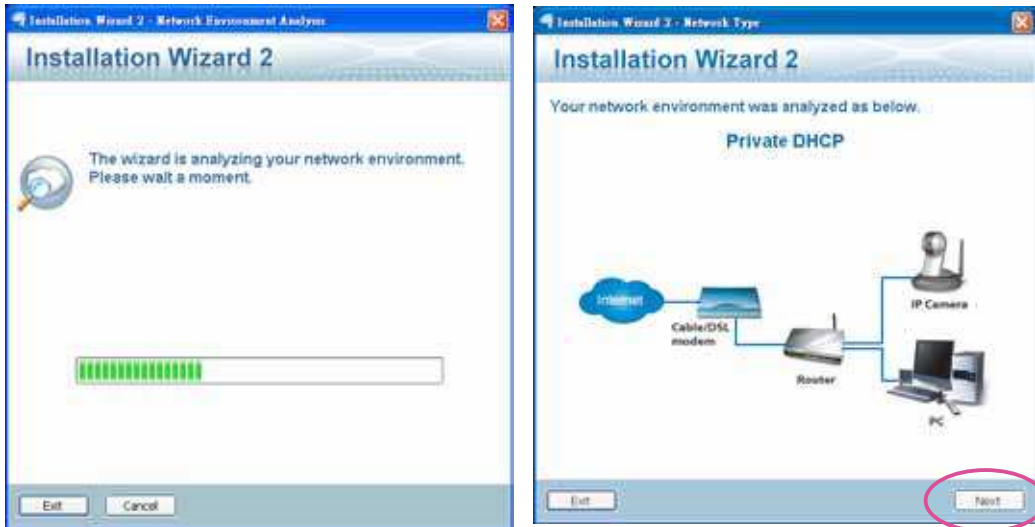 Installation Wizard 2 - Network Environment Analysis
Installation Wizard 2
The wizard is analyzing your network environment.
Please wait a moment.
Exit
Cancel
Installation Wizard 2 - Network Type
Installation Wizard 2
Your network environment was analyzed as below.
Private DHCP
Internet
Cable/DSL
modem
Router
IP Camera
PC
Exit
Next